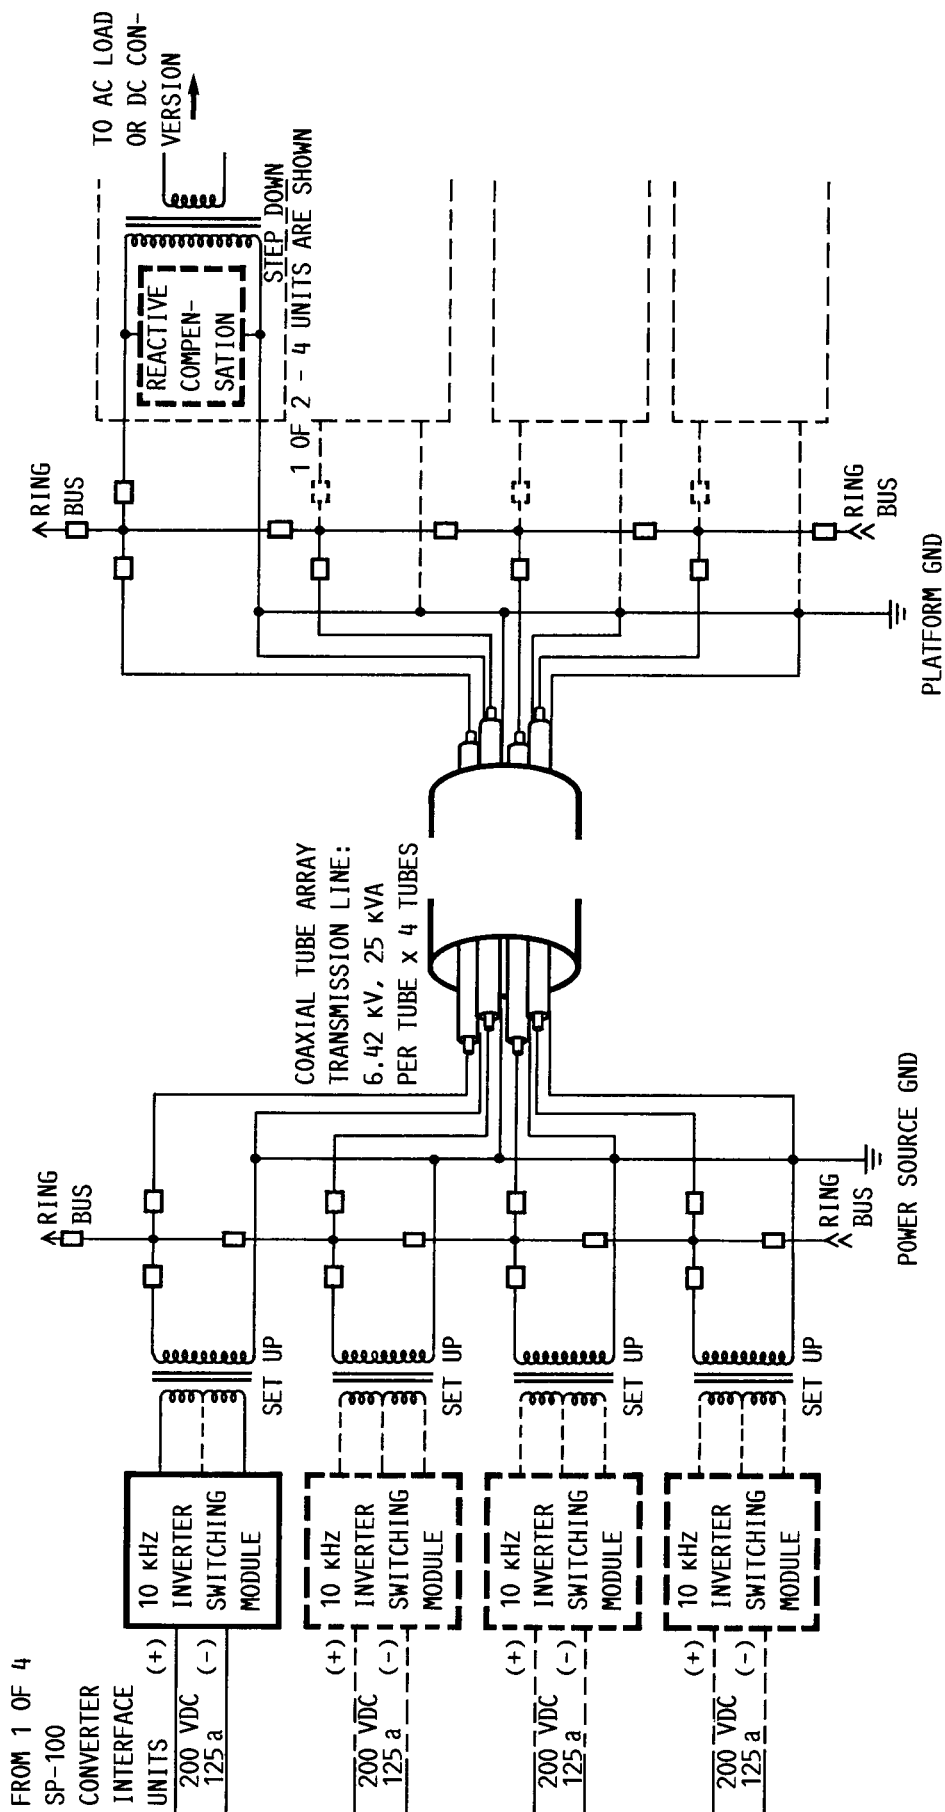 FROM 1 OF 4
SP-100
CONVERTER
INTERFACE
UNITS
200 VDC
125 a
(+)
(-)
10 KHz
INVERTER
SWITCHING
MODULE
SET UP
200 VDC
125 a
(+)
(-)
10 KHz
INVERTER
SWITCHING
MODULE
SET UP
200 VDC
125 a
(+)
(-)
10 KHz
INVERTER
SWITCHING
MODULE
SET UP
200 VDC
125 a
(+)
(-)
10 KHz
INVERTER
SWITCHING
MODULE
SET UP
RING
BUS
RING
BUS
POWER SOURCE GND
COAXIAL TUBE ARRAY
TRANSMISSION LINE:
6.42 KV, 25 KVA
PER TUBE X 4 TUBES
RING
BUS
RING
BUS
PLATFORM GND
REACTIVE
COMPEN-
SATION
STEP DOWN
1 OF 2 - 4 UNITS ARE SHOWN
TO AC LOAD
OR DC CON-
VERSION